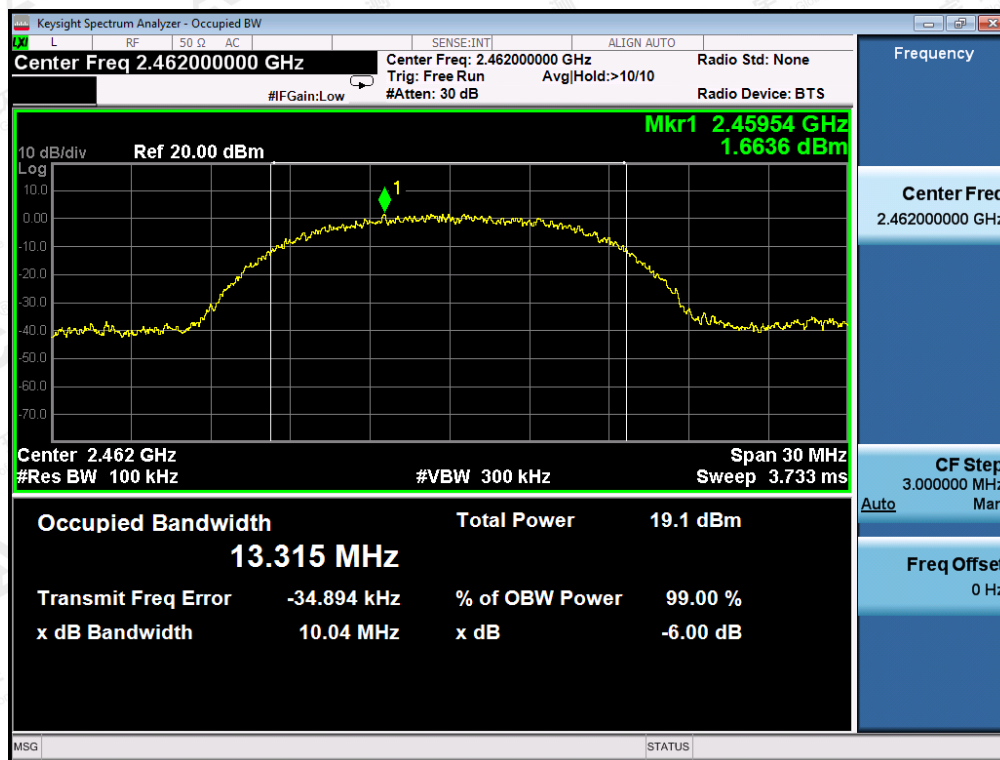 Keysight Spectrum Analyzer - Occupied BW
LXI L RF 50 Ω AC SENSE:INT ALIGN AUTO
Center Freq 2.462000000 GHz
Center Freq: 2.462000000 GHz Radio Std: None
Trig: Free Run Avg|Hold:>10/10
#IFGain:Low #Atten: 30 dB Radio Device: BTS
Mkr1 2.45954 GHz
1.6636 dBm
10 dB/div Ref 20.00 dBm
Log
10.0
0.00
-10.0
-20.0
-30.0
-40.0
-50.0
-60.0
-70.0
1
Center 2.462 GHz Span 30 MHz
#Res BW 100 kHz #VBW 300 kHz Sweep 3.733 ms
Occupied Bandwidth Total Power 19.1 dBm
13.315 MHz
Transmit Freq Error -34.894 kHz % of OBW Power 99.00 %
x dB Bandwidth 10.04 MHz x dB -6.00 dB
MSG STATUS
Frequency
Center Freq
2.462000000 GHz
CF Step
3.000000 MHz
Auto Man
Freq Offset
0 Hz